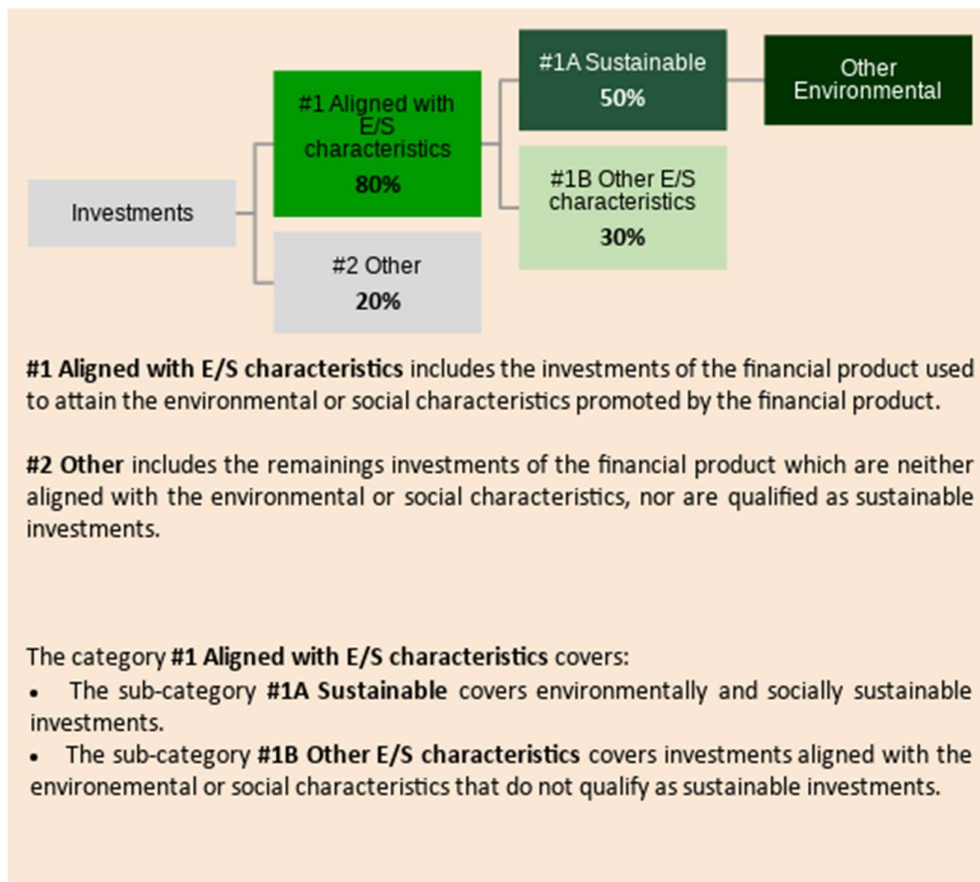 #1A Sustainable
50%
Other
Environmental
#1 Aligned with
E/S
characteristics
80%
#1B Other E/S
characteristics
30%
Investments
#2 Other
20%
#1 Aligned with E/S characteristics includes the investments of the financial product used
to attain the environmental or social characteristics promoted by the financial product.
#2 Other includes the remainings investments of the financial product which are neither
aligned with the environmental or social characteristics, nor are qualified as sustainable
investments.
The category #1 Aligned with E/S characteristics covers:
• The sub-category #1A Sustainable covers environmentally and socially sustainable
investments.
• The sub-category #1B Other E/S characteristics covers investments aligned with the
environemental or social characteristics that do not qualify as sustainable investments.